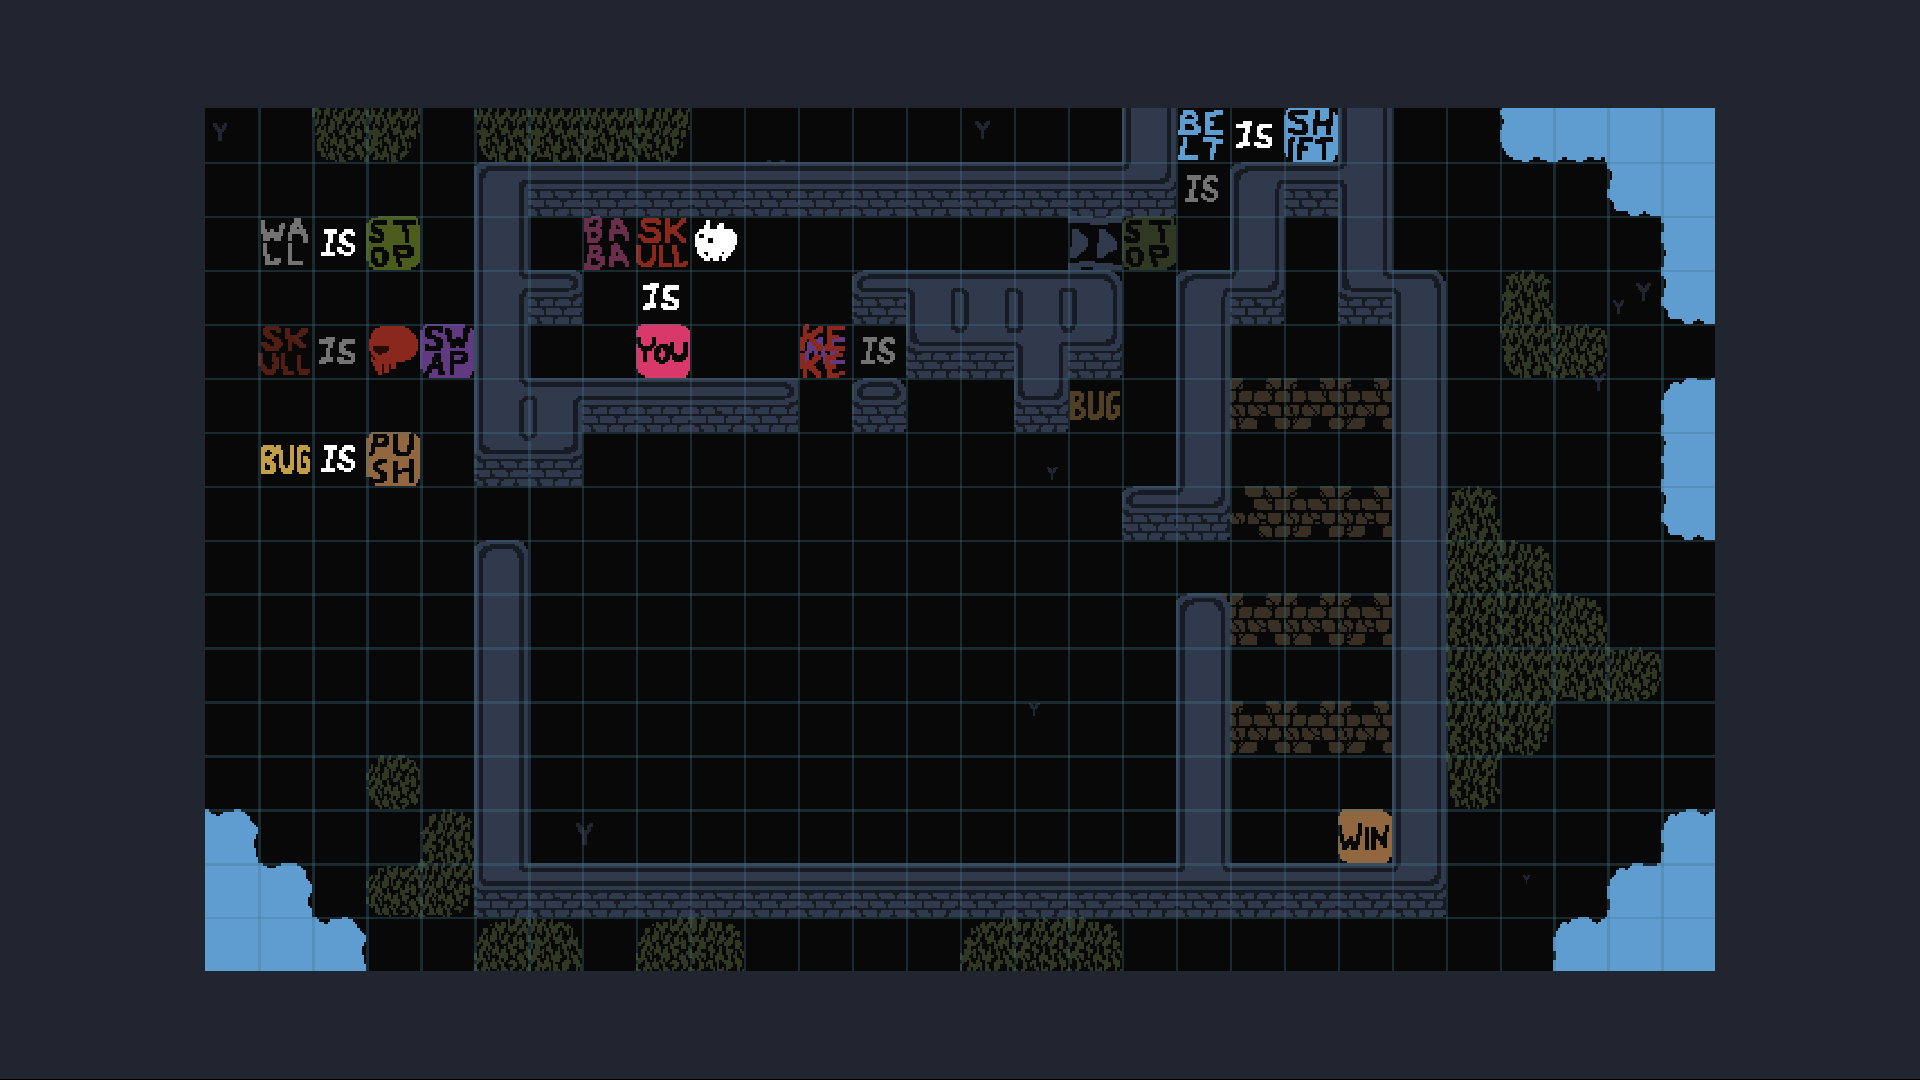 BELT IS SHIFT
IS
WALL IS STOP BABA SKULL STOP
IS
SKULL IS SWAP YOU KEKE IS
BUG
BUG IS PUSH
WIN